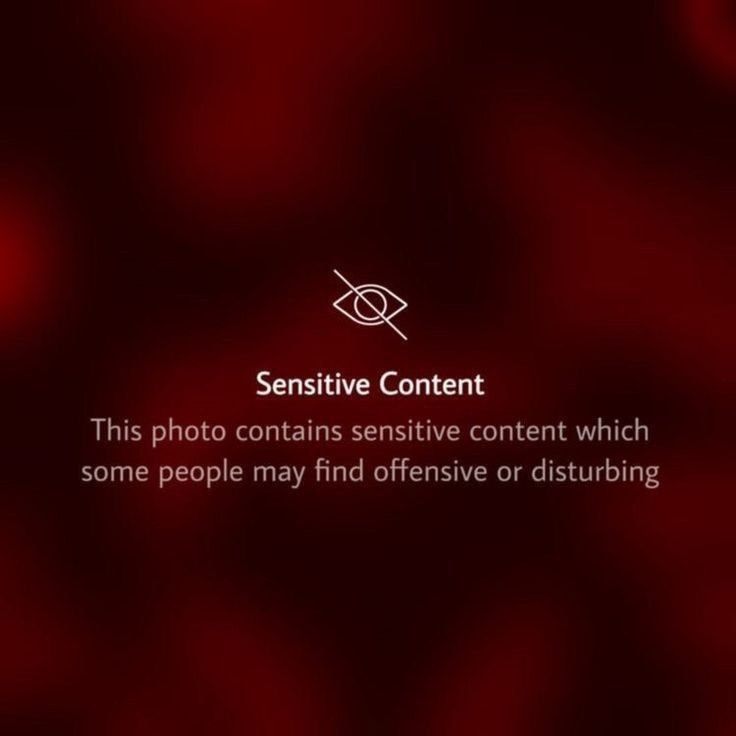 Sensitive Content
This photo contains sensitive content which
some people may find offensive or disturbing